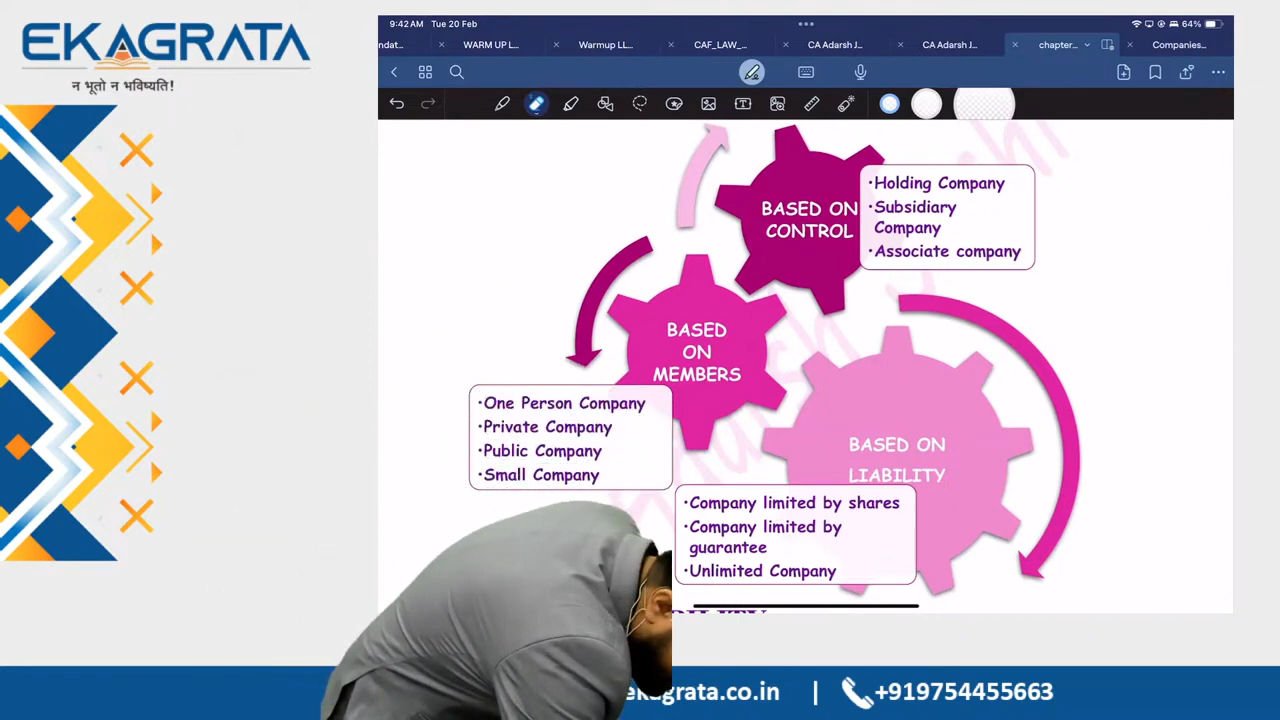 EKAGRATA
न भूतो न भविष्यति!
9:42 AM Tue 20 Feb
64%
ndat...
WARM UP L...
Warmup LL...
CAF_LAW_...
CA Adarsh J...
CA Adarsh J...
chapter...
Companies...
BASED ON
CONTROL
•Holding Company
•Subsidiary
Company
•Associate company
BASED
ON
MEMBERS
•One Person Company
•Private Company
•Public Company
•Small Company
BASED ON
LIABILITY
•Company limited by shares
•Company limited by
guarantee
•Unlimited Company
ekagrata.co.in | +919754455663